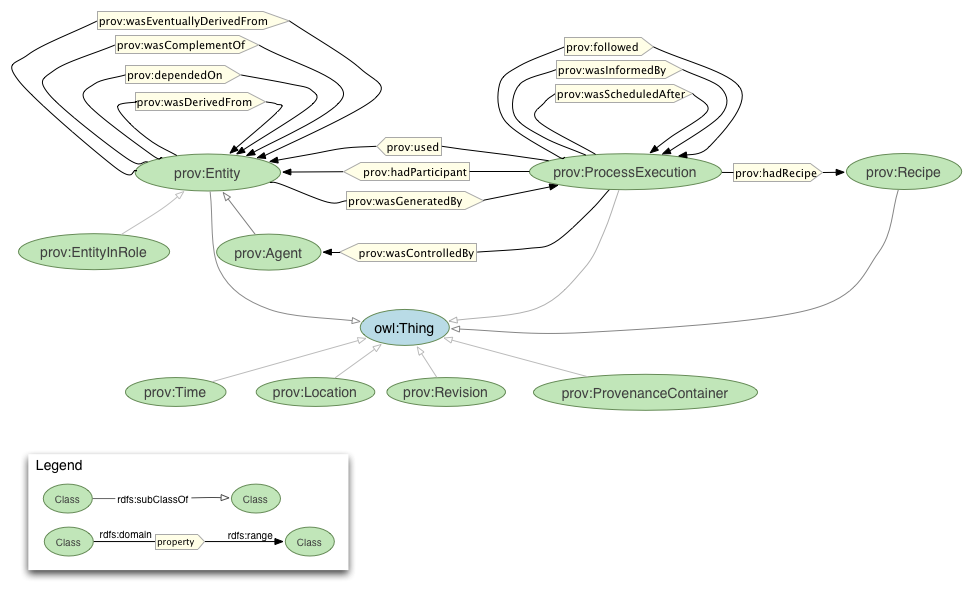 prov:wasEventuallyDerivedFrom
prov:wasComplementOf
prov:dependedOn
prov:wasDerivedFrom
prov:followed
prov:wasInformedBy
prov:wasScheduledAfter
prov:used
prov:Entity
prov:hadParticipant
prov:ProcessExecution
prov:hadRecipe
prov:Recipe
prov:wasGeneratedBy
prov:EntityInRole
prov:Agent
prov:wasControlledBy
owl:Thing
prov:Time
prov:Location
prov:Revision
prov:ProvenanceContainer
Legend
Class
rdfs:subClassOf
Class
Class
rdfs:domain
property
rdfs:range
Class